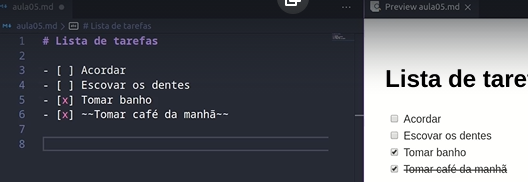 aula05.md
Preview aula05.md
aula05.md > # Lista de tarefas
1 # Lista de tarefas
2
3 - [ ] Acordar
4 - [ ] Escovar os dentes
5 - [x] Tomar banho
6 - [x] ~~Tomar café da manhã~~
7
8
Lista de tare
Acordar
Escovar os dentes
Tomar banho
Tomar café da manhã